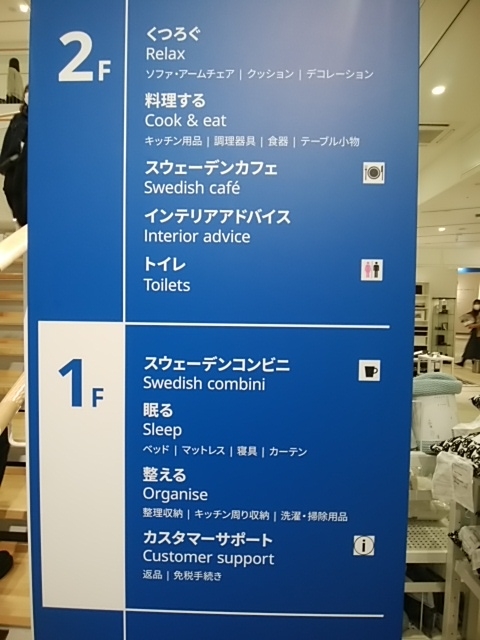 2F
くつろぐ
Relax
ソファ・アームチェア | クッション | デコレーション
料理する
Cook & eat
キッチン用品 | 調理器具 | 食器 | テーブル小物
スウェーデンカフェ
Swedish café
インテリアアドバイス
Interior advice
トイレ
Toilets
1F
スウェーデンコンビニ
Swedish combini
眠る
Sleep
ベッド | マットレス | 寝具 | カーテン
整える
Organise
整理収納 | キッチン周り収納 | 洗濯・掃除用品
カスタマーサポート
Customer support
返品 | 免税手続き